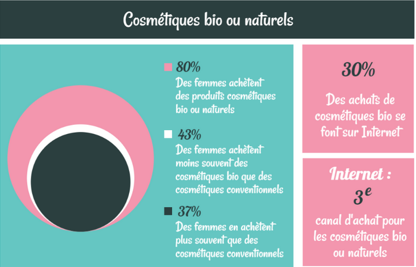 Cosmétiques bio ou naturels
80%
Des femmes achètent
des produits cosmétiques
bio ou naturels
43%
Des femmes achètent
moins souvent des
cosmétiques bio que des
cosmétiques conventionnels
37%
Des femmes en achètent
plus souvent que des
cosmétiques conventionnels
30%
Des achats de
cosmétiques bio se
font sur Internet
Internet :
3e
canal d'achat pour
les cosmétiques bio
ou naturels